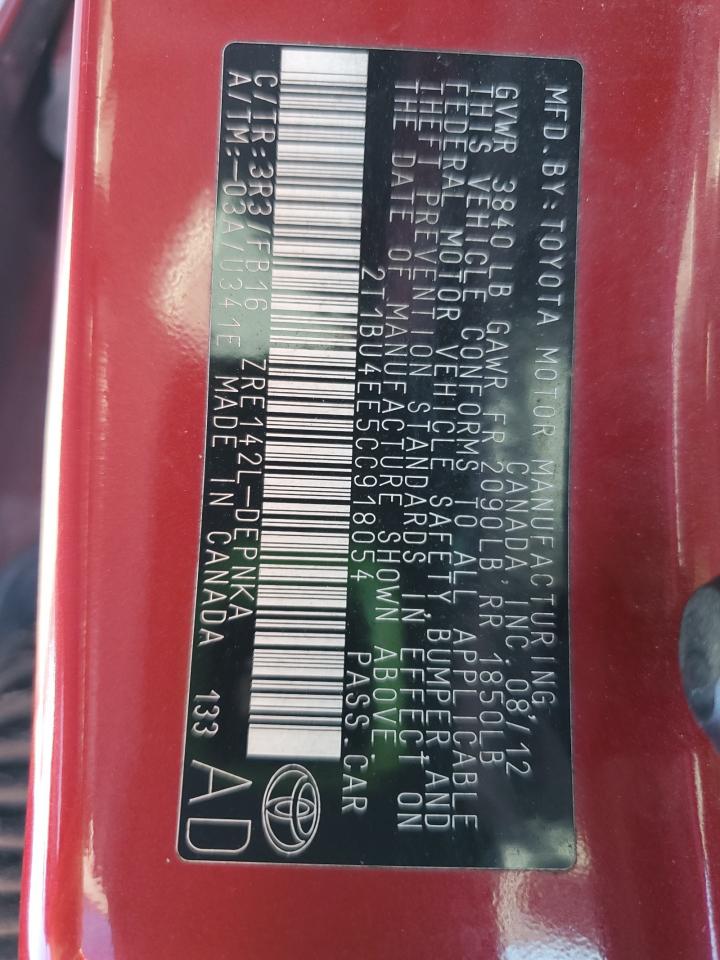 MFD.BY:TOYOTA MOTOR MANUFACTURING,
CANADA, INC. 08/12
GVWR 3840LB GAWR FR 2090LB, RR 1850LB
THIS VEHICLE CONFORMS TO ALL APPLICABLE
FEDERAL MOTOR VEHICLE SAFETY, BUMPER, AND
THEFT PREVENTION STANDARDS IN EFFECT ON
THE DATE OF MANUFACTURE SHOWN ABOVE.
2T1BU4EE5CC918054 PASS.CAR
C/TR:3R3/FB16 ZRE142L-DEPNKA
A/TM:-03A/U341E MADE IN CANADA 133
AD